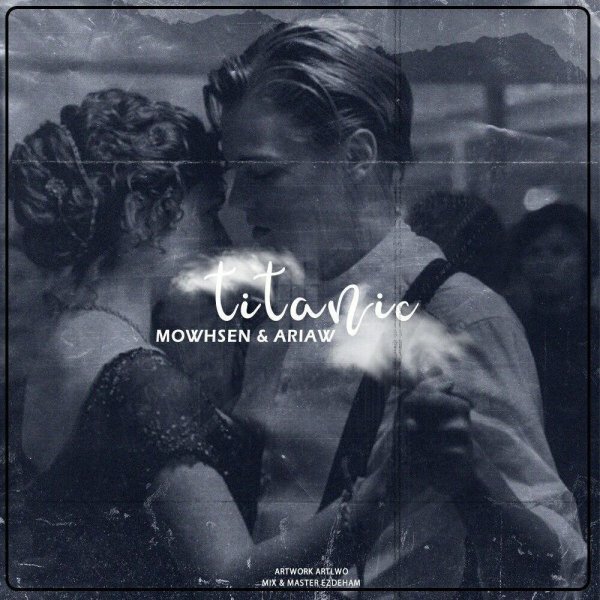 titanic
MOWHSEN & ARIAW
ARTWORK ARTLWO
MIX & MASTER EZDEHAM